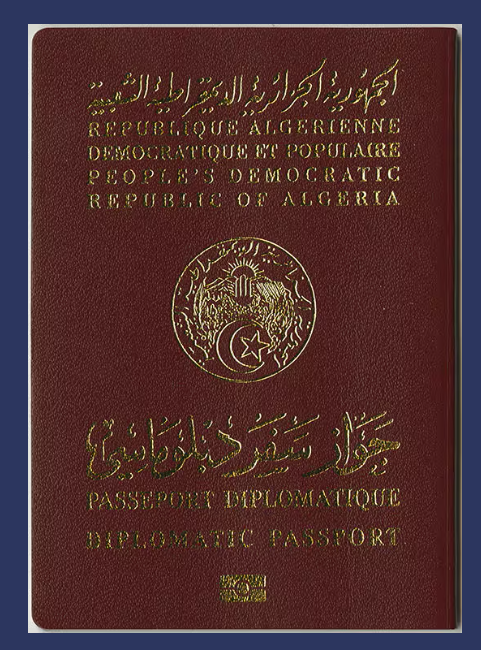 الجمهورية الجزائرية الديمقراطية الشعبية
REPUBLIQUE ALGERIENNE
DEMOCRATIQUE ET POPULAIRE
PEOPLE'S DEMOCRATIC
REPUBLIC OF ALGERIA
جواز سفر دبلوماسي
PASSEPORT DIPLOMATIQUE
DIPLOMATIC PASSPORT